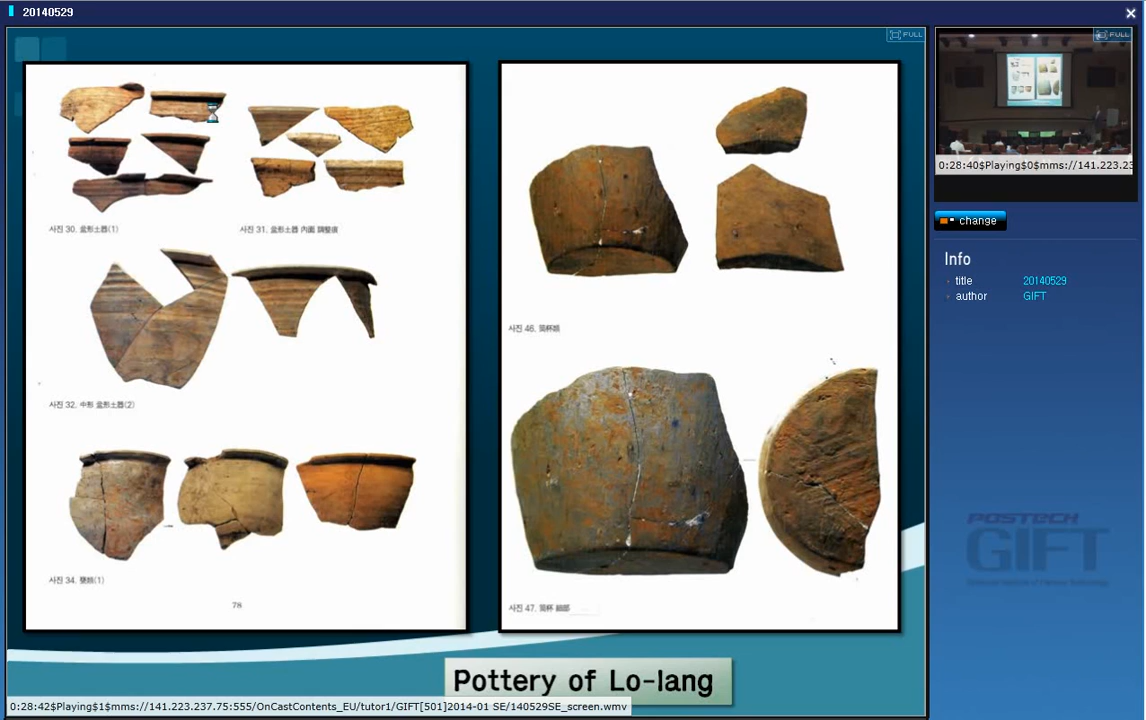 20140529
FULL
FULL
0:28:40$Playing$0$mms://141.223.23
change
Info
title 20140529
author GIFT
사진 30. 盆形土器(1)
사진 31. 盆形土器 內面 調整痕
사진 46. 筒杯類
사진 32. 中形 盆形土器(2)
사진 34. 甕類(1)
78
사진 47. 筒杯 細部
POSTECH
GIFT
Pottery of Lo-lang
0:28:42$Playing$1$mms://141.223.237.75:555/OnCastContents_EU/tutor1/GIFT[501]2014-01 SE/140529SE_screen.wmv